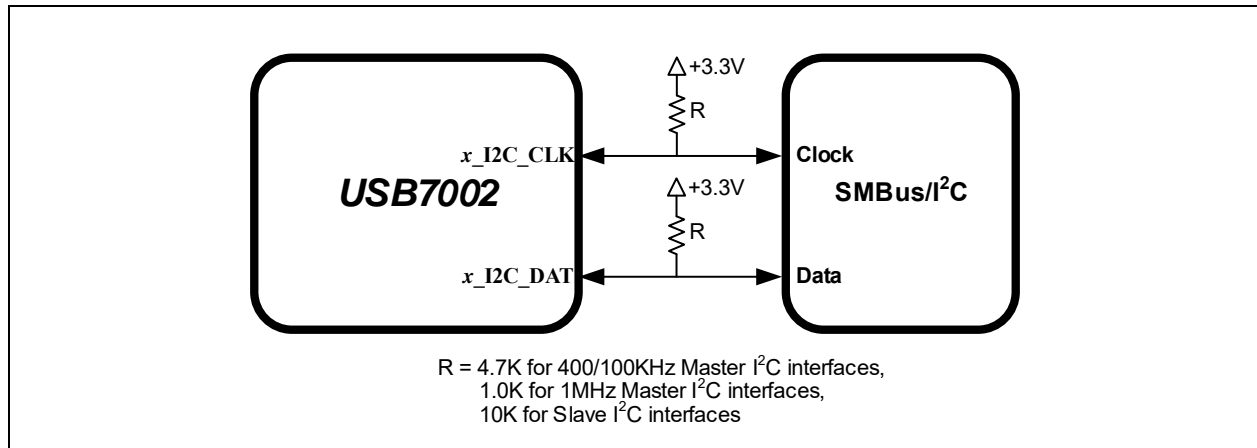 +3.3V
R
x_I2C_CLK
Clock
USB7002
SMBus/I²C
+3.3V
R
x_I2C_DAT
Data
R = 4.7K for 400/100KHz Master I²C interfaces,
1.0K for 1MHz Master I²C interfaces,
10K for Slave I²C interfaces